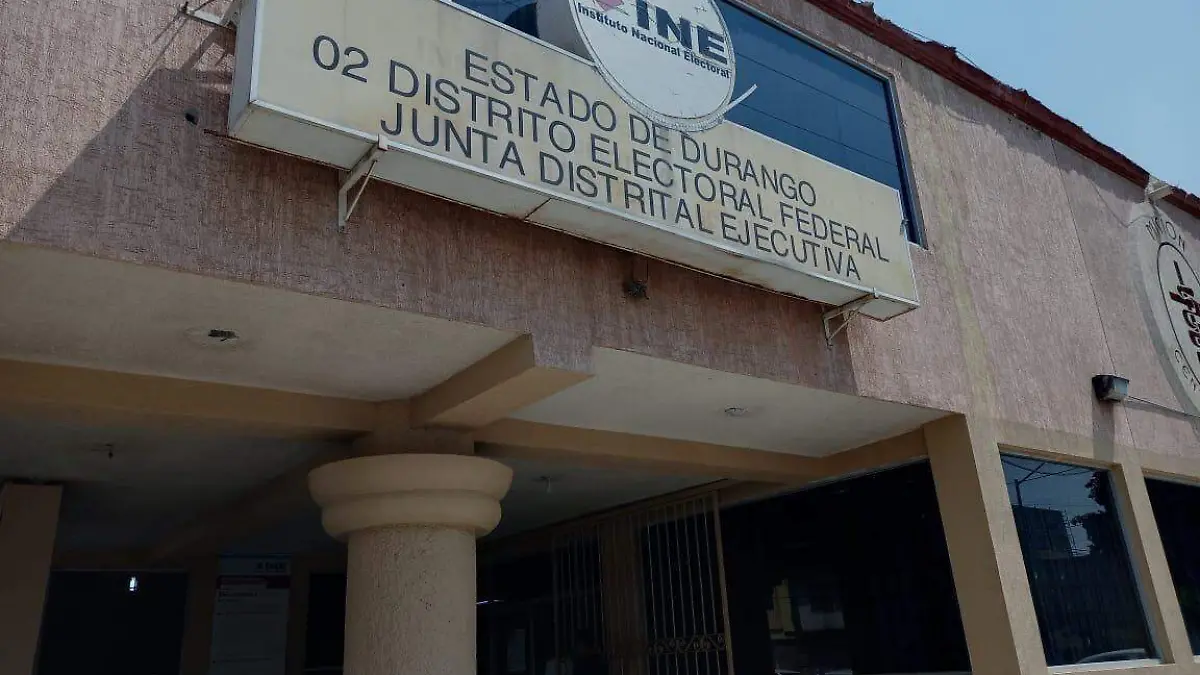 INE
Instituto Nacional Electoral
ESTADO DE DURANGO
02 DISTRITO ELECTORAL FEDERAL
JUNTA DISTRITAL EJECUTIVA